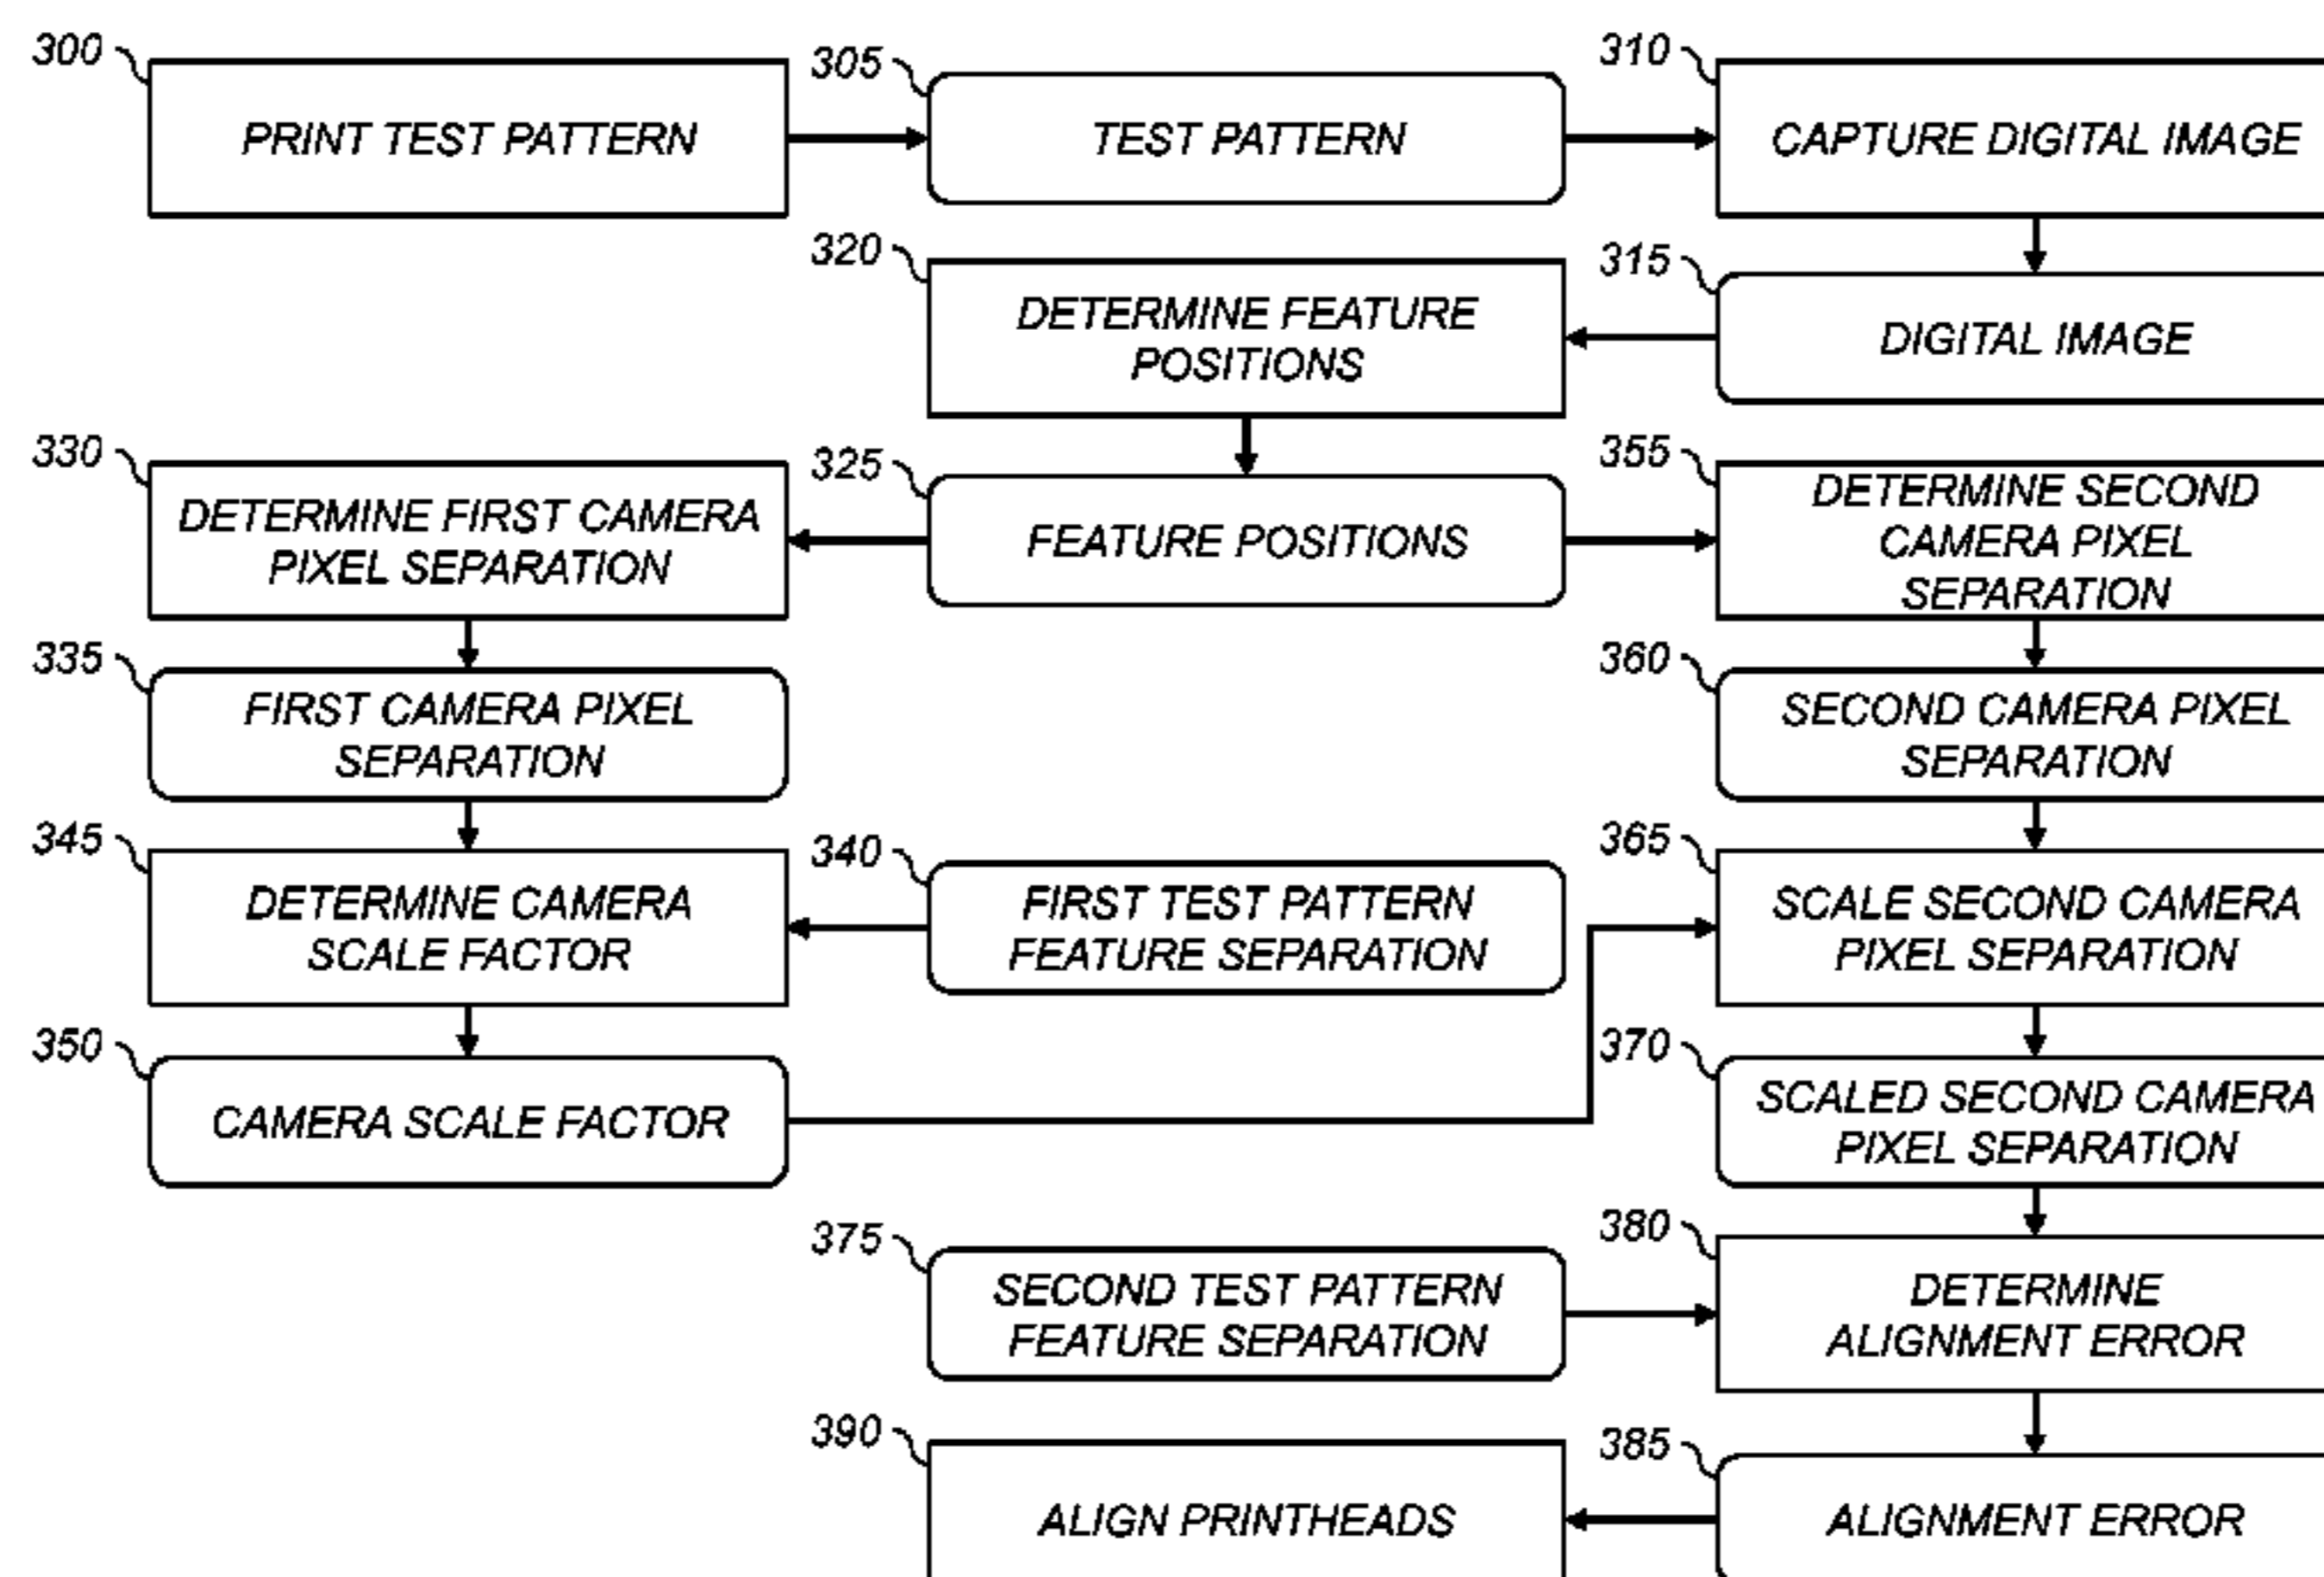 300
PRINT TEST PATTERN
305
TEST PATTERN
310
CAPTURE DIGITAL IMAGE
320
DETERMINE FEATURE
POSITIONS
315
DIGITAL IMAGE
330
DETERMINE FIRST CAMERA
PIXEL SEPARATION
325
FEATURE POSITIONS
355
DETERMINE SECOND
CAMERA PIXEL
SEPARATION
335
FIRST CAMERA PIXEL
SEPARATION
360
SECOND CAMERA PIXEL
SEPARATION
345
DETERMINE CAMERA
SCALE FACTOR
340
FIRST TEST PATTERN
FEATURE SEPARATION
365
SCALE SECOND CAMERA
PIXEL SEPARATION
350
CAMERA SCALE FACTOR
370
SCALED SECOND CAMERA
PIXEL SEPARATION
375
SECOND TEST PATTERN
FEATURE SEPARATION
380
DETERMINE
ALIGNMENT ERROR
390
ALIGN PRINTHEADS
385
ALIGNMENT ERROR